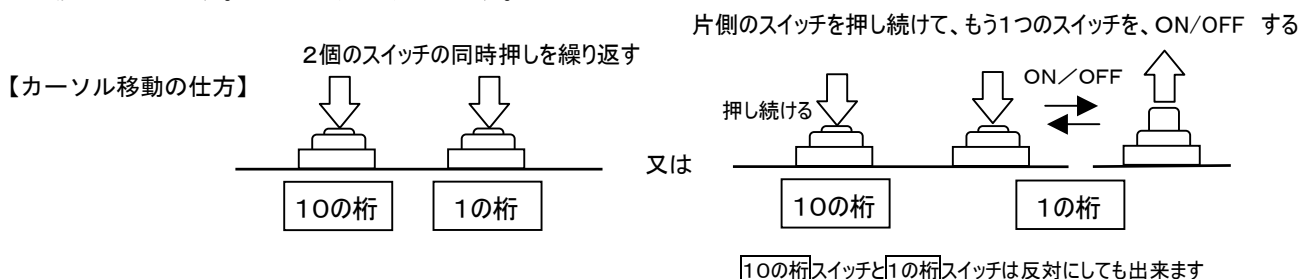 片側のスイッチを押し続けて、もう1つのスイッチを、ON/OFF する
2個のスイッチの同時押しを繰り返す
【カーソル移動の仕方】
ON/OFF
押し続ける
又は
10の桁 1の桁 10の桁 1の桁
10の桁スイッチと1の桁スイッチは反対にしても出来ます